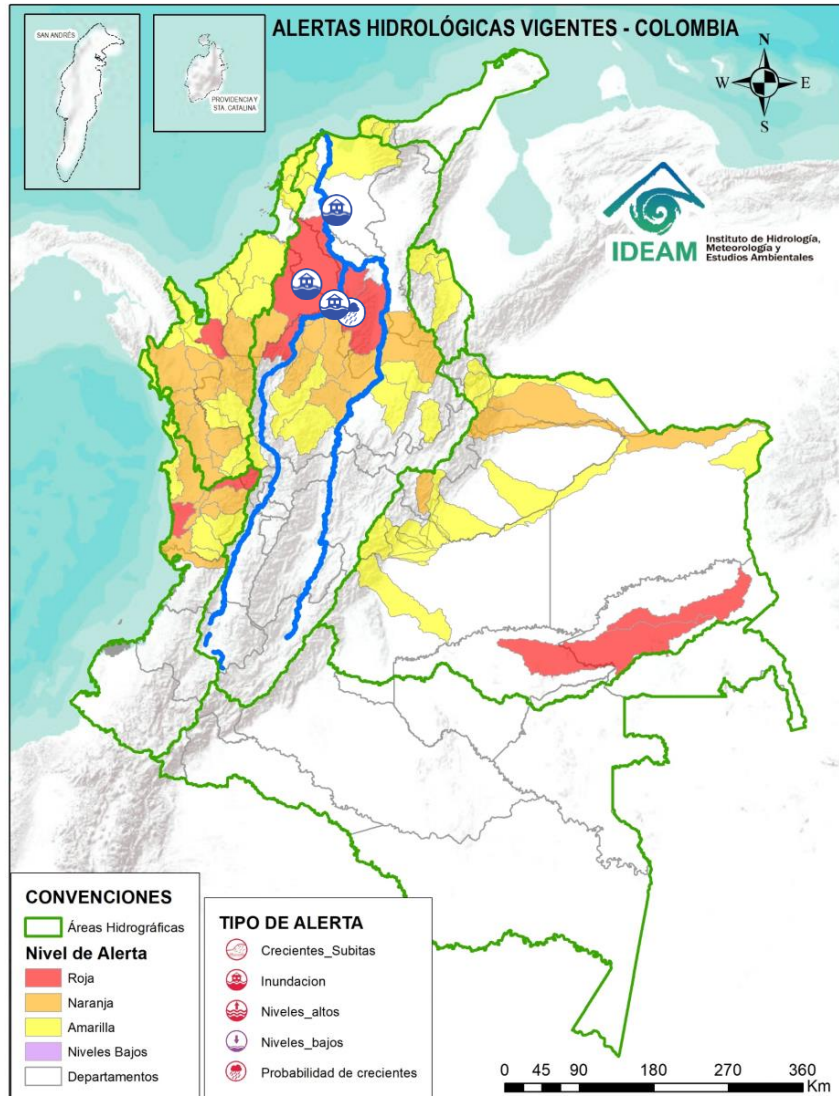 ALERTAS HIDROLÓGICAS VIGENTES - COLOMBIA
SAN ANDRÉS
PROVIDENCIA Y
STA. CATALINA
N
W
E
S
IDEAM
Instituto de Hidrología,
Meteorología y
Estudios Ambientales
CONVENCIONES
Áreas Hidrográficas
Nivel de Alerta
Roja
Naranja
Amarilla
Niveles Bajos
Departamentos
TIPO DE ALERTA
Crecientes_Subitas
Inundacion
Niveles_altos
Niveles_bajos
Probabilidad de crecientes
0 45 90 180 270 360
Km